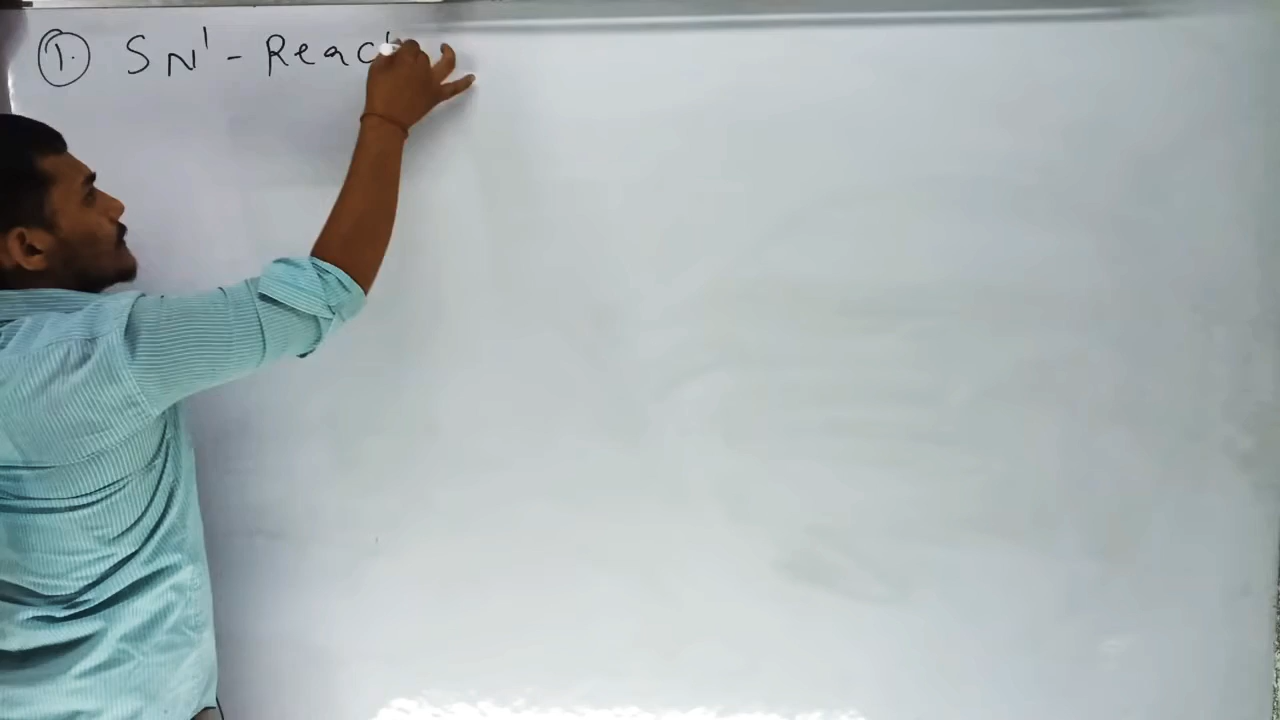 ① SN¹ - Reac